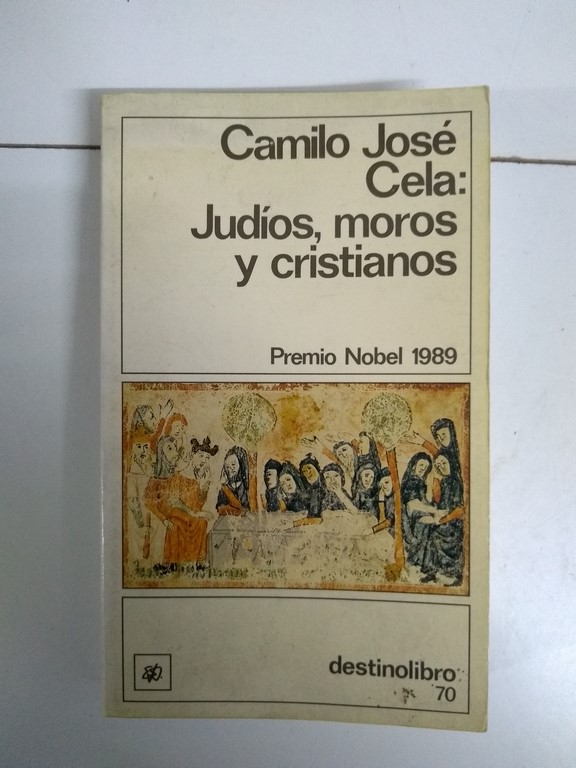 Camilo José
Cela:
Judíos, moros
y cristianos
Premio Nobel 1989
destinolibro
70